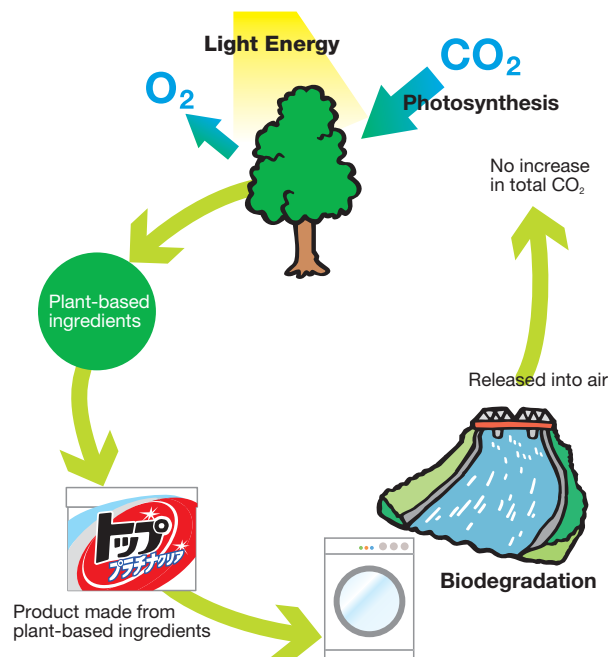 Light Energy
CO₂
O₂
Photosynthesis
No increase
in total CO₂
Plant-based
ingredients
Released into air
トップ
プラチナクリア
Biodegradation
Product made from
plant-based ingredients